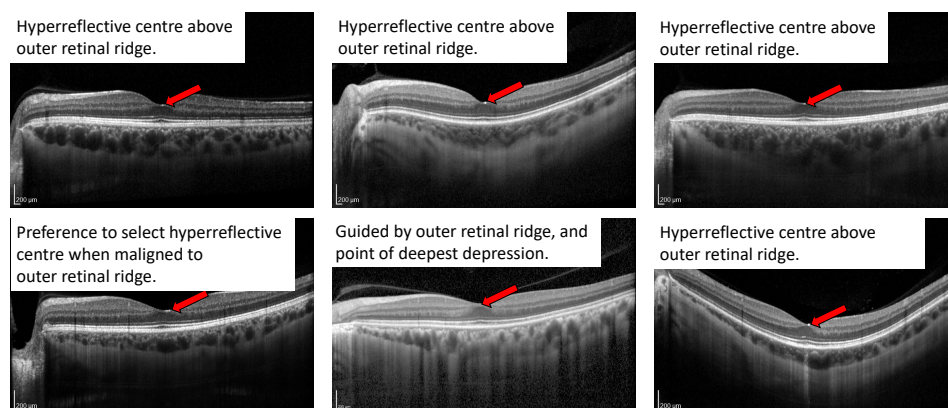 Hyperreflective centre above
outer retinal ridge.
Hyperreflective centre above
outer retinal ridge.
Hyperreflective centre above
outer retinal ridge.
200 µm
200 µm
200 µm
Preference to select hyperreflective
centre when maligned to
outer retinal ridge.
Guided by outer retinal ridge, and
point of deepest depression.
Hyperreflective centre above
outer retinal ridge.
200 µm
200 µm